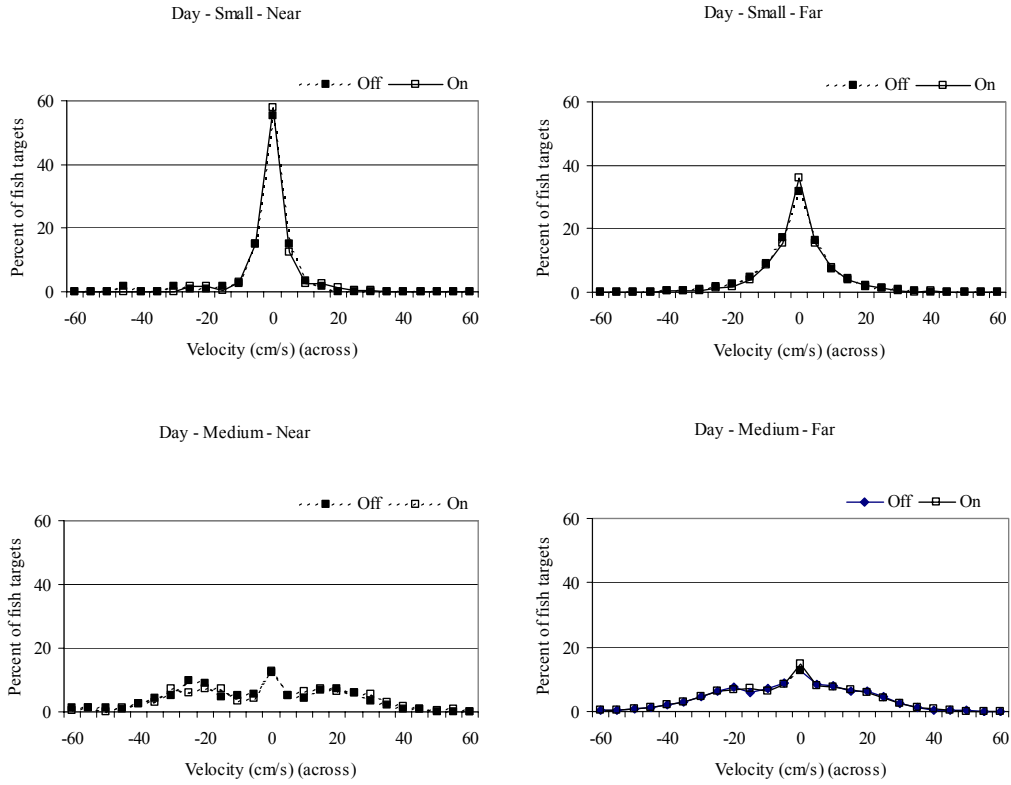 Day - Small - Near
Off On
60
40
20
0
-60 -40 -20 0 20 40 60
Velocity (cm/s) (across)
Percent of fish targets
Day - Small - Far
Off On
60
40
20
0
-60 -40 -20 0 20 40 60
Velocity (cm/s) (across)
Percent of fish targets
Day - Medium - Near
Off On
60
40
20
0
-60 -40 -20 0 20 40 60
Velocity (cm/s) (across)
Percent of fish targets
Day - Medium - Far
Off On
60
40
20
0
-60 -40 -20 0 20 40 60
Velocity (cm/s) (across)
Percent of fish targets